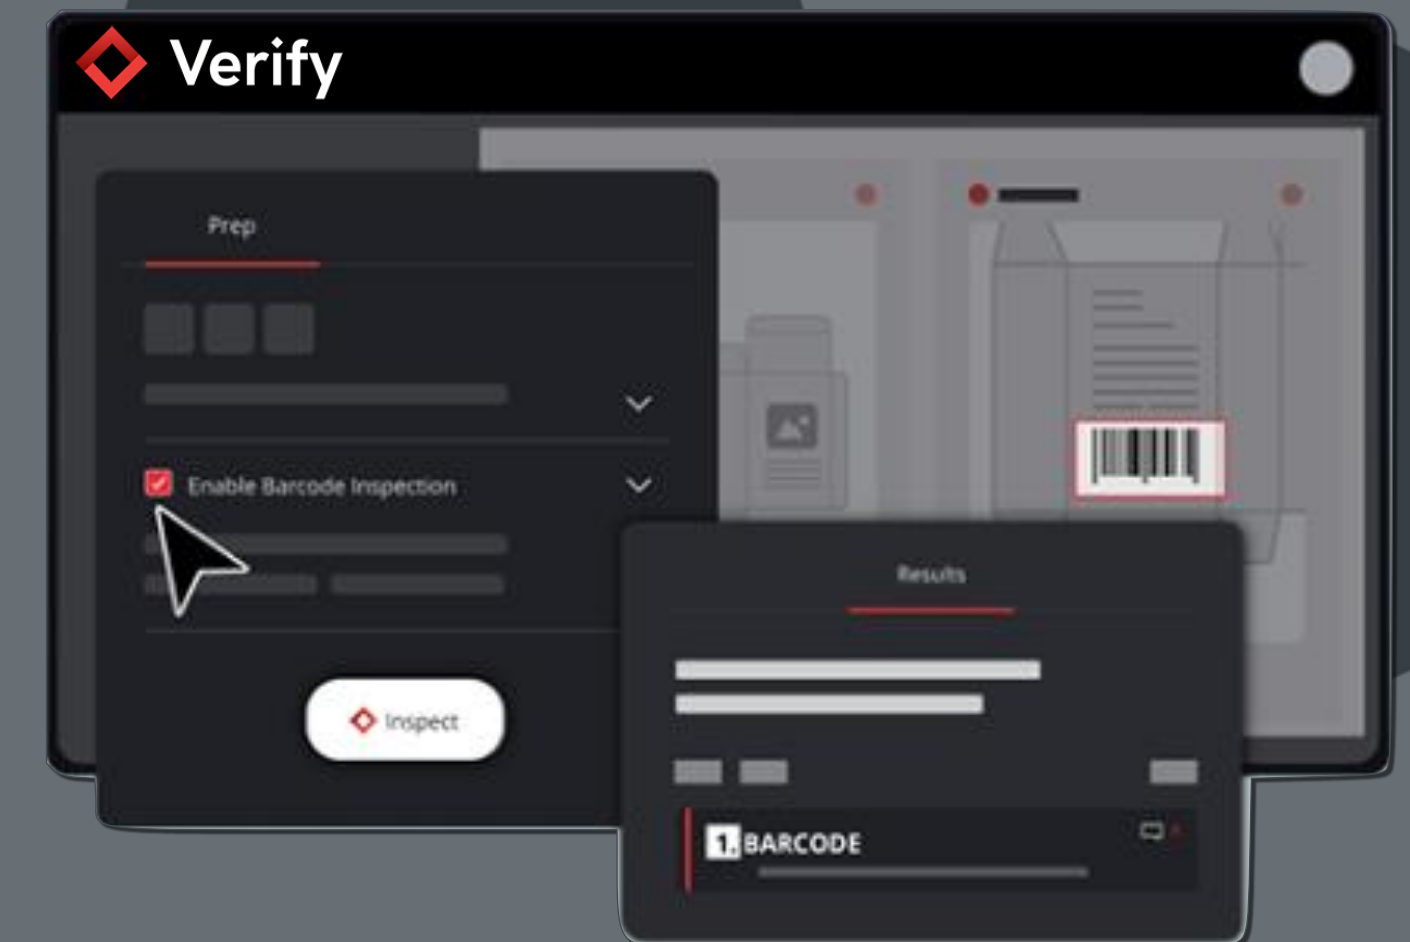 Verify
Prep
Enable Barcode Inspection
Inspect
Results
1. BARCODE